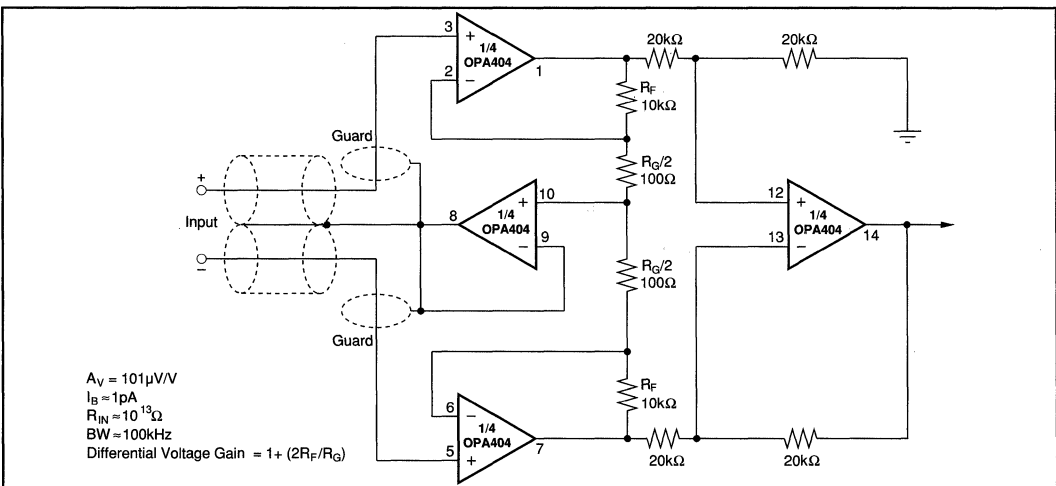 3
+
1/4
OPA404
2
−
1
20kΩ
20kΩ
R_F
10kΩ
Guard
R_G/2
100Ω
+
Input
−
8
1/4
OPA404
+
10
−
9
12
+
1/4
OPA404
13
−
14
R_G/2
100Ω
Guard
R_F
10kΩ
6
−
1/4
OPA404
5
+
7
20kΩ
20kΩ
A_V = 101µV/V
I_B ≈ 1pA
R_IN ≈ 10¹³Ω
BW ≈ 100kHz
Differential Voltage Gain = 1+ (2R_F/R_G)